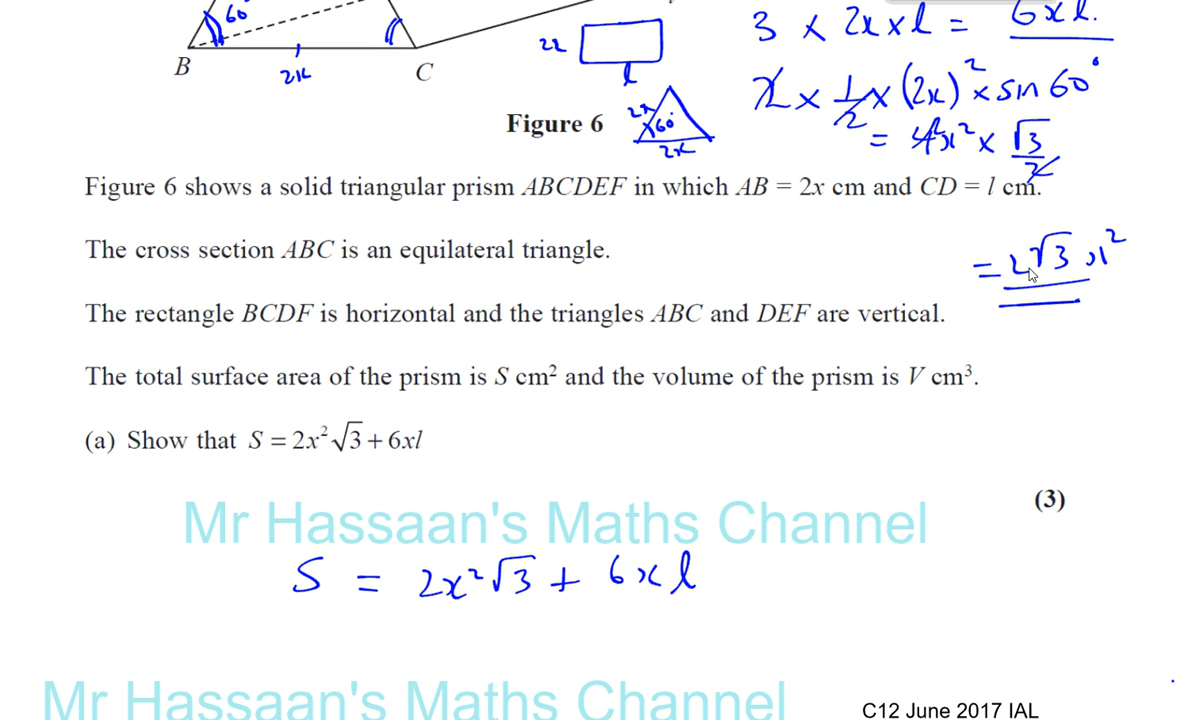 60
3 × 2x × l = 6xl.
B
2x
C
2x
l
2 × 1/2 × (2x)² × sin 60°
Figure 6
2x
60°
2x
= 4x² × √3/2
Figure 6 shows a solid triangular prism ABCDEF in which AB = 2x cm and CD = l cm.
The cross section ABC is an equilateral triangle.
= 2√3 x²
The rectangle BCDF is horizontal and the triangles ABC and DEF are vertical.
The total surface area of the prism is S cm² and the volume of the prism is V cm³.
(a) Show that S = 2x²√3 + 6xl
(3)
Mr Hassaan's Maths Channel
S = 2x²√3 + 6xl
Mr Hassaan's Maths Channel
C12 June 2017 IAL